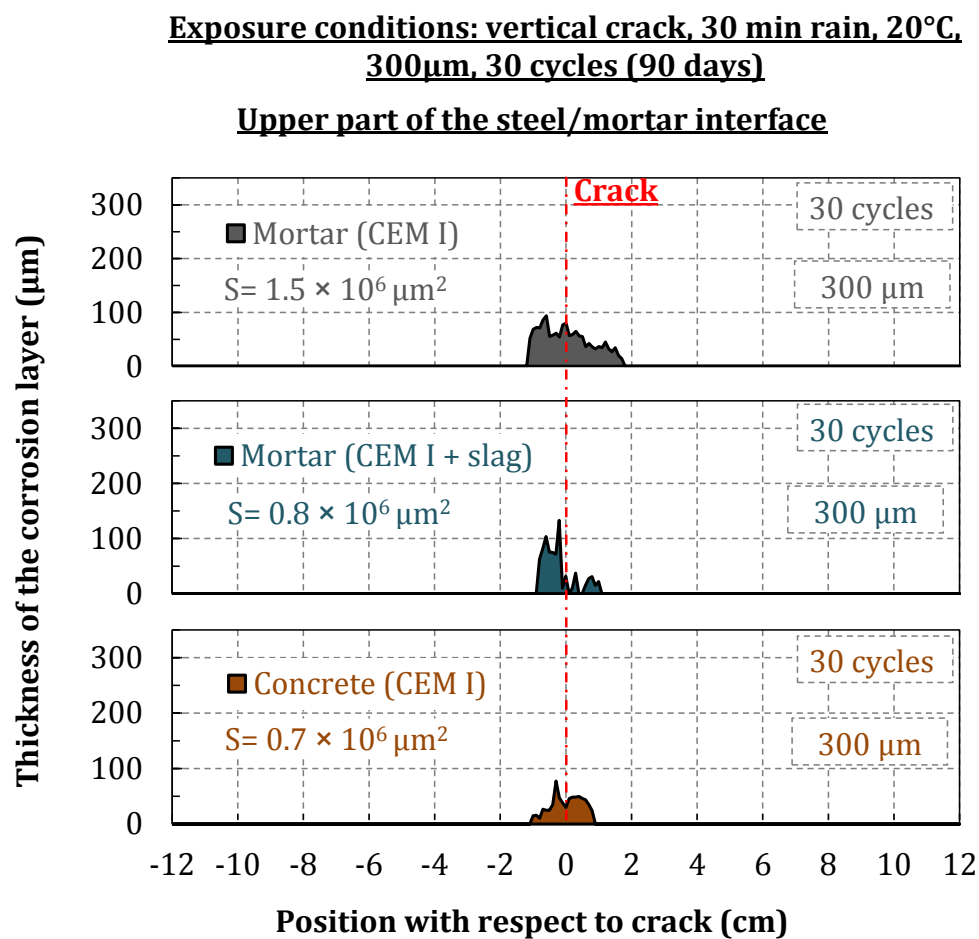 Exposure conditions: vertical crack, 30 min rain, 20°C,
300µm, 30 cycles (90 days)
Upper part of the steel/mortar interface
Thickness of the corrosion layer (µm)
300
200
100
0
Crack
Mortar (CEM I)
S= 1.5 × 10⁶ µm²
30 cycles
300 µm
300
200
100
0
Mortar (CEM I + slag)
S= 0.8 × 10⁶ µm²
30 cycles
300 µm
300
200
100
0
Concrete (CEM I)
S= 0.7 × 10⁶ µm²
30 cycles
300 µm
-12 -10 -8 -6 -4 -2 0 2 4 6 8 10 12
Position with respect to crack (cm)